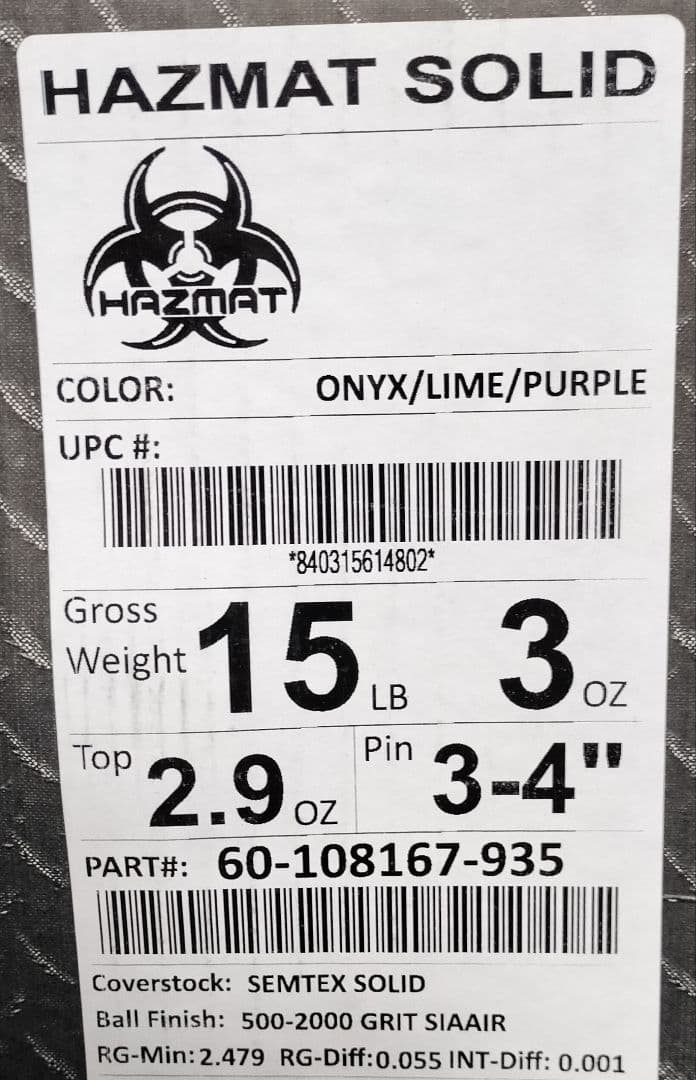 HAZMAT SOLID
HAZMAT
COLOR: ONYX/LIME/PURPLE
UPC #:
*840315614802*
Gross Weight 15 LB 3 OZ
Top 2.9 OZ Pin 3-4"
PART#: 60-108167-935
Coverstock: SEMTEX SOLID
Ball Finish: 500-2000 GRIT SIAAIR
RG-Min: 2.479 RG-Diff:0.055 INT-Diff: 0.001